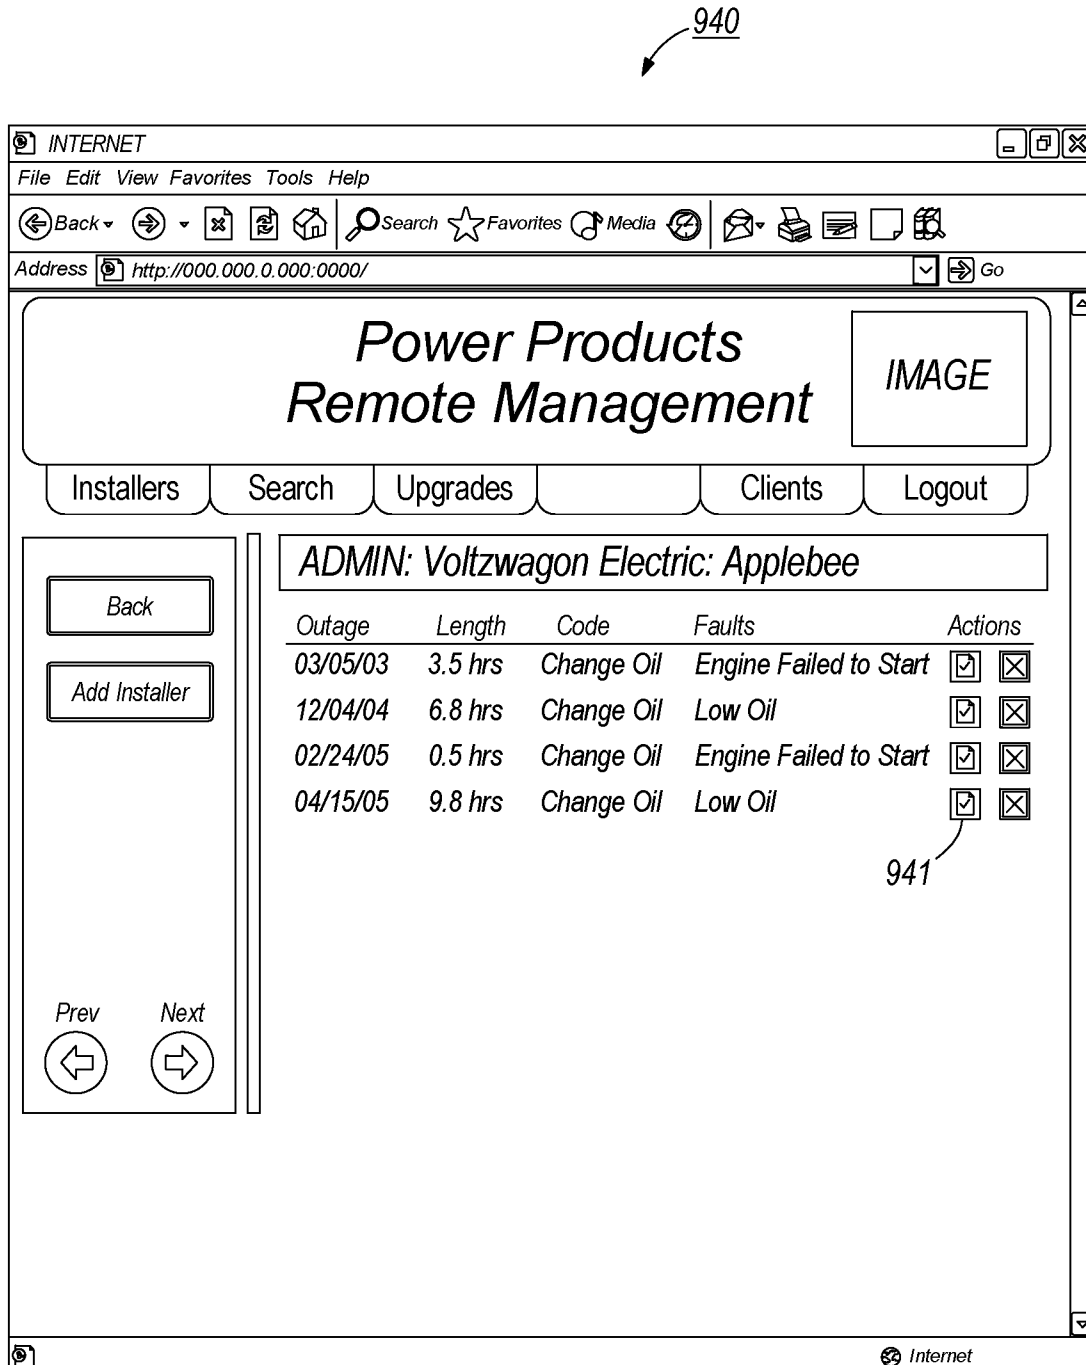 940
INTERNET
File Edit View Favorites Tools Help
Back Search Favorites Media
Address http://000.000.0.000:0000/ Go
Power Products
Remote Management
IMAGE
Installers Search Upgrades Clients Logout
Back
Add Installer
Prev Next
ADMIN: Voltzwagon Electric: Applebee
Outage Length Code Faults Actions
03/05/03 3.5 hrs Change Oil Engine Failed to Start
12/04/04 6.8 hrs Change Oil Low Oil
02/24/05 0.5 hrs Change Oil Engine Failed to Start
04/15/05 9.8 hrs Change Oil Low Oil
941
Internet